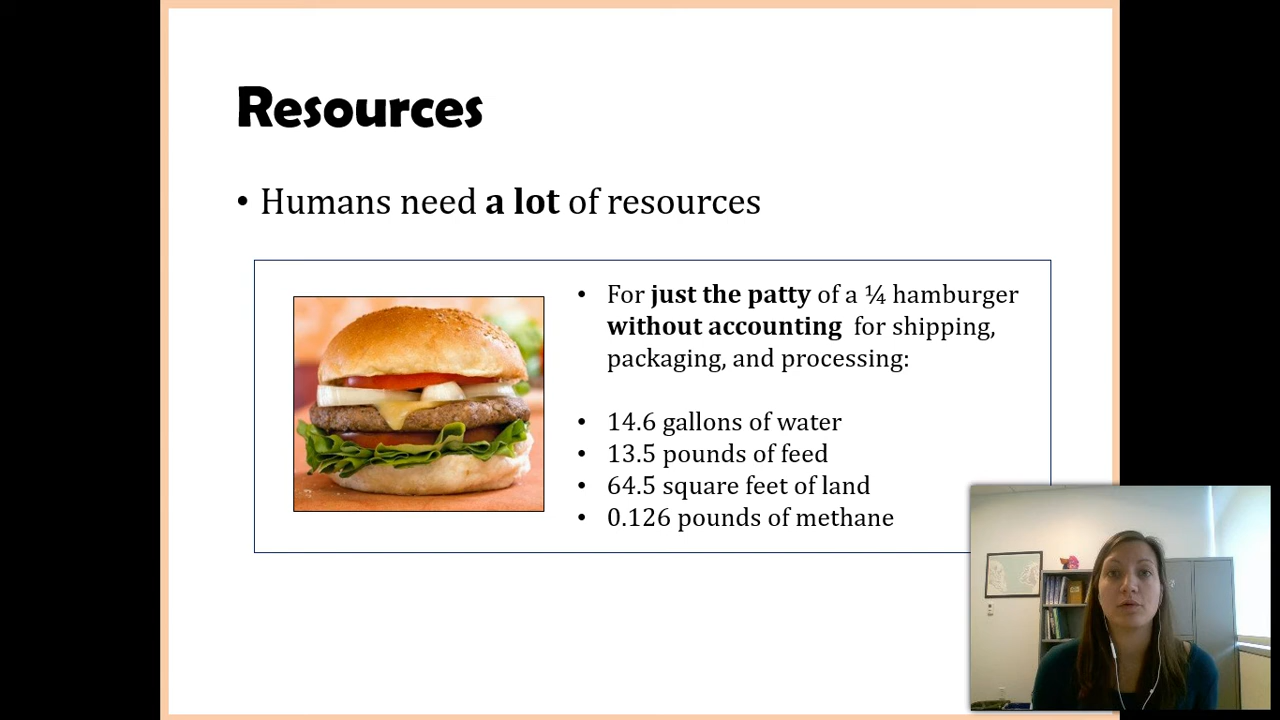 Resources
• Humans need a lot of resources
• For just the patty of a ¼ hamburger
without accounting for shipping,
packaging, and processing:
• 14.6 gallons of water
• 13.5 pounds of feed
• 64.5 square feet of land
• 0.126 pounds of methane